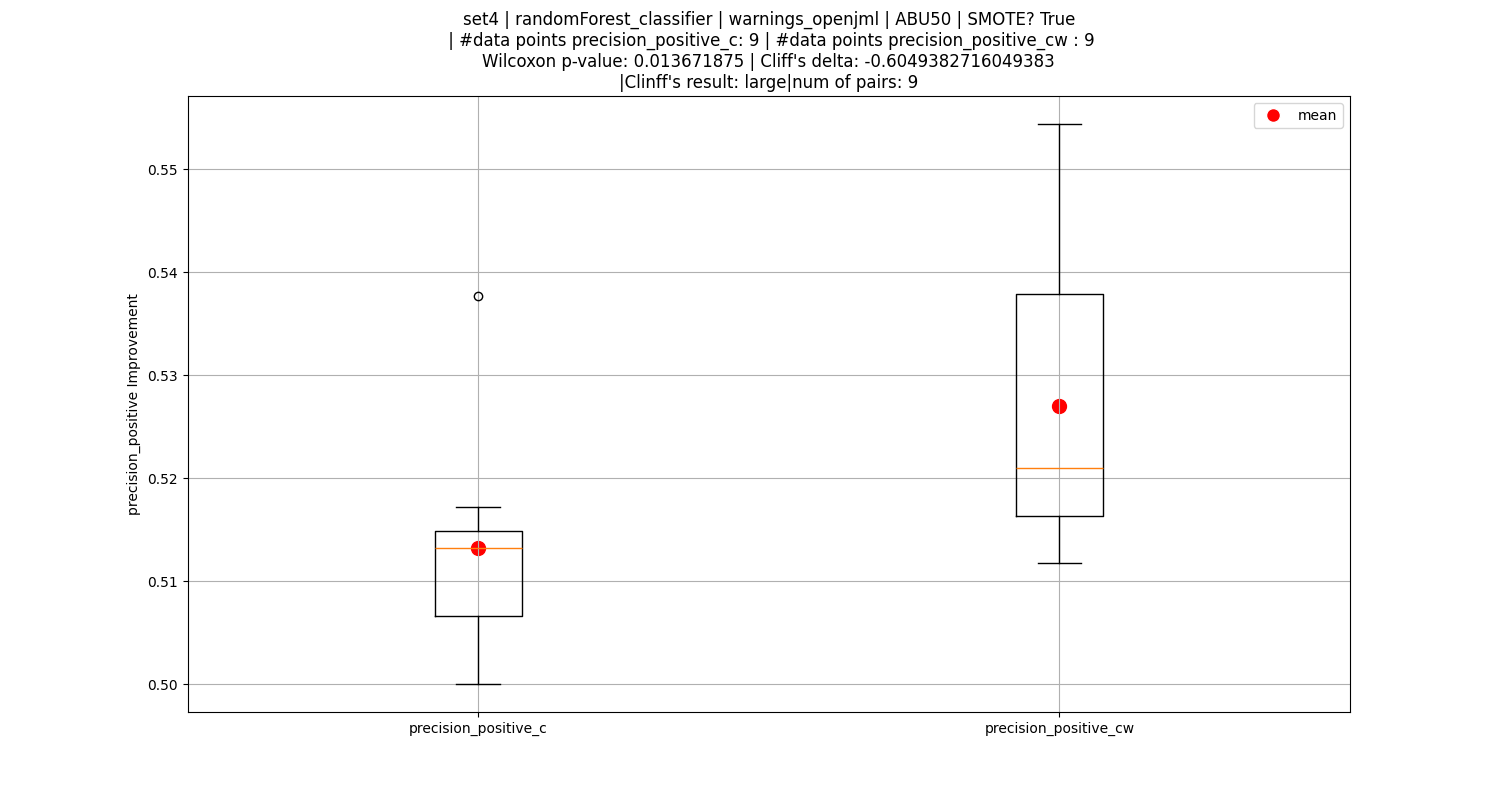 set4 | randomForest_classifier | warnings_openjml | ABU50 | SMOTE? True
| #data points precision_positive_c: 9 | #data points precision_positive_cw : 9
Wilcoxon p-value: 0.013671875 | Cliff's delta: -0.6049382716049383
|Clinff's result: large|num of pairs: 9
mean
0.55
0.54
0.53
0.52
0.51
0.50
precision_positive Improvement
precision_positive_c
precision_positive_cw